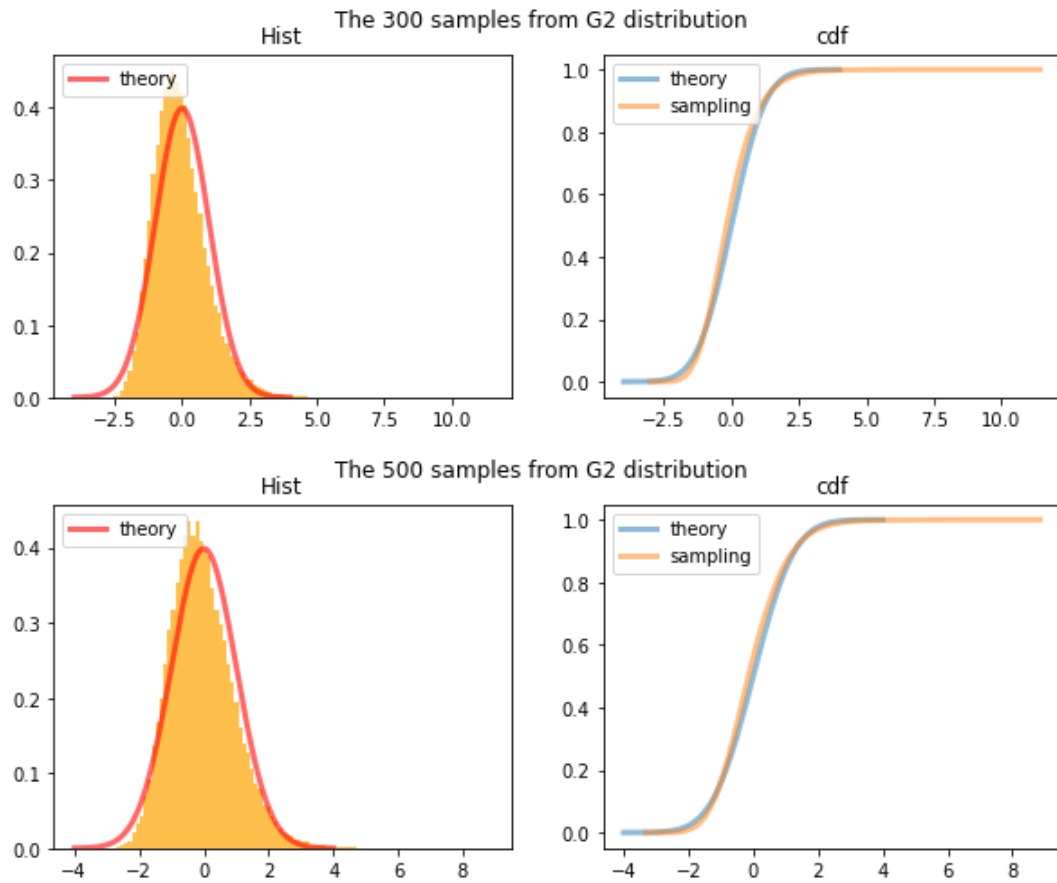 The 300 samples from G2 distribution
Hist
theory
0.4
0.3
0.2
0.1
0.0
−2.5 0.0 2.5 5.0 7.5 10.0
cdf
theory
sampling
1.0
0.8
0.6
0.4
0.2
0.0
−2.5 0.0 2.5 5.0 7.5 10.0
The 500 samples from G2 distribution
Hist
theory
0.4
0.3
0.2
0.1
0.0
−4 −2 0 2 4 6 8
cdf
theory
sampling
1.0
0.8
0.6
0.4
0.2
0.0
−4 −2 0 2 4 6 8